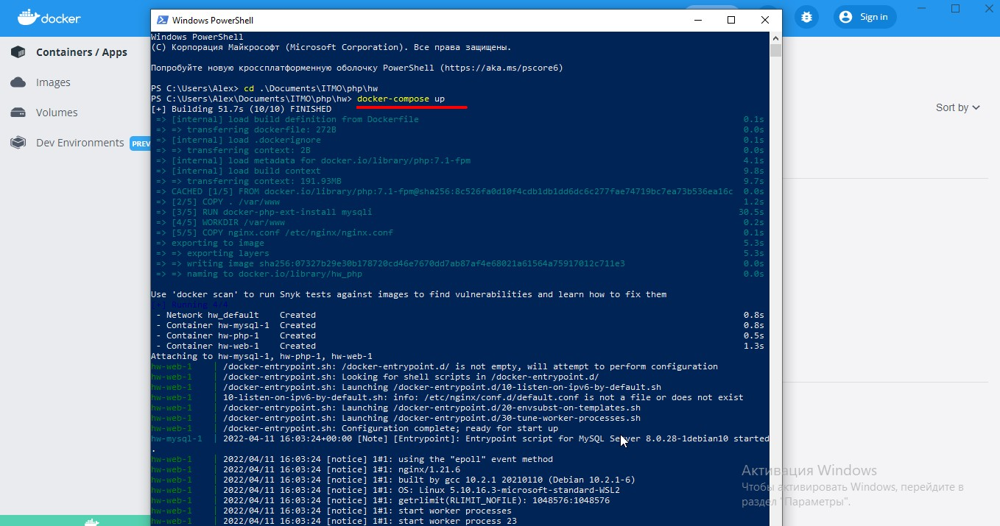 docker
Windows PowerShell
Sign in
Containers / Apps
Images
Volumes
Dev Environments PREV
Sort by
Windows PowerShell
(C) Корпорация Майкрософт (Microsoft Corporation). Все права защищены.
Попробуйте новую кроссплатформенную оболочку PowerShell (https://aka.ms/pscore6)
PS C:\Users\Alex> cd .\Documents\ITMO\php\hw
PS C:\Users\Alex\Documents\ITMO\php\hw> docker-compose up
[+] Building 51.7s (10/10) FINISHED
=> [internal] load build definition from Dockerfile 0.1s
=> => transferring dockerfile: 272B 0.0s
=> [internal] load .dockerignore 0.1s
=> => transferring context: 2B 0.0s
=> [internal] load metadata for docker.io/library/php:7.1-fpm 4.1s
=> [internal] load build context 9.8s
=> => transferring context: 191.93MB 9.7s
=> CACHED [1/5] FROM docker.io/library/php:7.1-fpm@sha256:8c526fa0d10f4cdb1db1dd6dc6c277fae74719bc7ea73b536ea16c 0.0s
=> [2/5] COPY . /var/www 1.2s
=> [3/5] RUN docker-php-ext-install mysqli 30.5s
=> [4/5] WORKDIR /var/www 0.2s
=> [5/5] COPY nginx.conf /etc/nginx/nginx.conf 0.1s
=> exporting to image 5.3s
=> => exporting layers 5.3s
=> => writing image sha256:07327b29e30b178720cd46e7670dd7ab87af4e68021a61564a75917012c711e3 0.0s
=> => naming to docker.io/library/hw_php 0.0s
Use 'docker scan' to run Snyk tests against images to find vulnerabilities and learn how to fix them
[+] Running 4/4
- Network hw_default Created 0.8s
- Container hw-mysql-1 Created 0.8s
- Container hw-php-1 Created 0.5s
- Container hw-web-1 Created 1.3s
Attaching to hw-mysql-1, hw-php-1, hw-web-1
hw-web-1 | /docker-entrypoint.sh: /docker-entrypoint.d/ is not empty, will attempt to perform configuration
hw-web-1 | /docker-entrypoint.sh: Looking for shell scripts in /docker-entrypoint.d/
hw-web-1 | /docker-entrypoint.sh: Launching /docker-entrypoint.d/10-listen-on-ipv6-by-default.sh
hw-web-1 | 10-listen-on-ipv6-by-default.sh: info: /etc/nginx/conf.d/default.conf is not a file or does not exist
hw-web-1 | /docker-entrypoint.sh: Launching /docker-entrypoint.d/20-envsubst-on-templates.sh
hw-web-1 | /docker-entrypoint.sh: Launching /docker-entrypoint.d/30-tune-worker-processes.sh
hw-web-1 | /docker-entrypoint.sh: Configuration complete; ready for start up
hw-mysql-1 | 2022-04-11 16:03:24+00:00 [Note] [Entrypoint]: Entrypoint script for MySQL Server 8.0.28-1debian10 started
.
hw-web-1 | 2022/04/11 16:03:24 [notice] 1#1: using the "epoll" event method
hw-web-1 | 2022/04/11 16:03:24 [notice] 1#1: nginx/1.21.6
hw-web-1 | 2022/04/11 16:03:24 [notice] 1#1: built by gcc 10.2.1 20210110 (Debian 10.2.1-6)
hw-web-1 | 2022/04/11 16:03:24 [notice] 1#1: OS: Linux 5.10.16.3-microsoft-standard-WSL2
hw-web-1 | 2022/04/11 16:03:24 [notice] 1#1: getrlimit(RLIMIT_NOFILE): 1048576:1048576
hw-web-1 | 2022/04/11 16:03:24 [notice] 1#1: start worker processes
hw-web-1 | 2022/04/11 16:03:24 [notice] 1#1: start worker process 23
Активация Windows
Чтобы активировать Windows, перейдите в
раздел "Параметры".